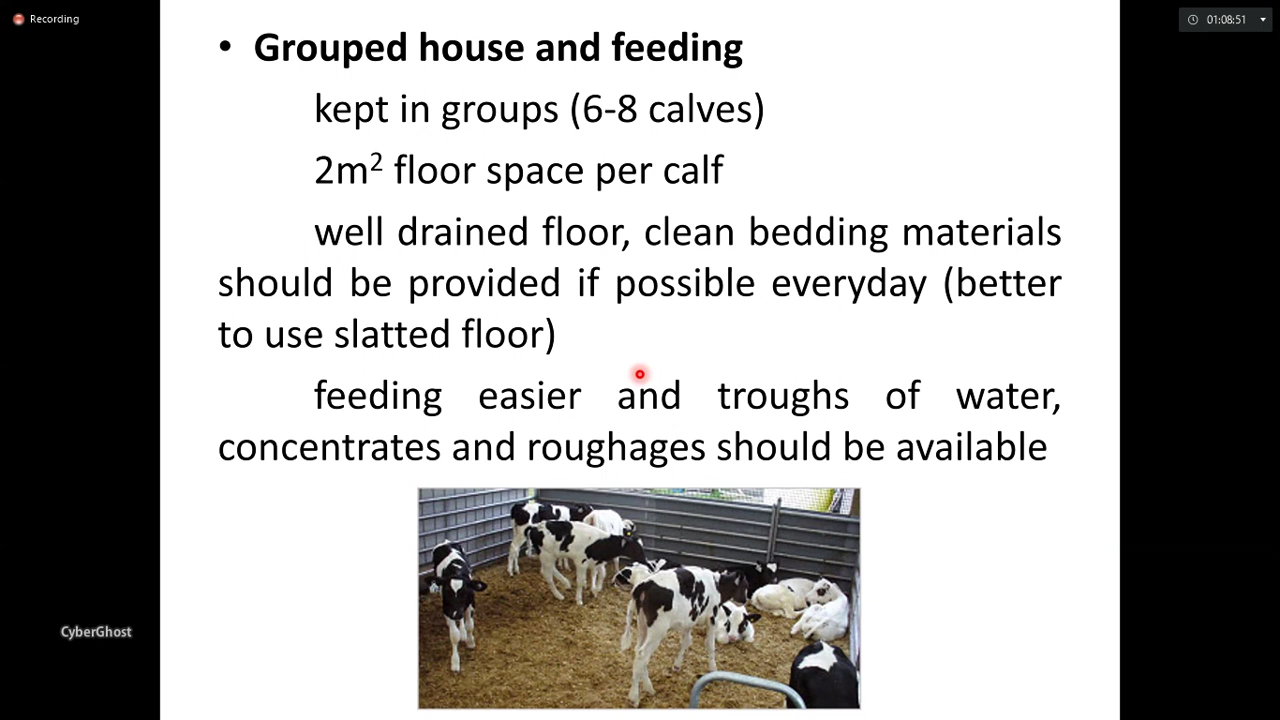 Recording
01:08:51
• Grouped house and feeding
kept in groups (6-8 calves)
2m² floor space per calf
well drained floor, clean bedding materials
should be provided if possible everyday (better
to use slatted floor)
feeding easier and troughs of water,
concentrates and roughages should be available
CyberGhost